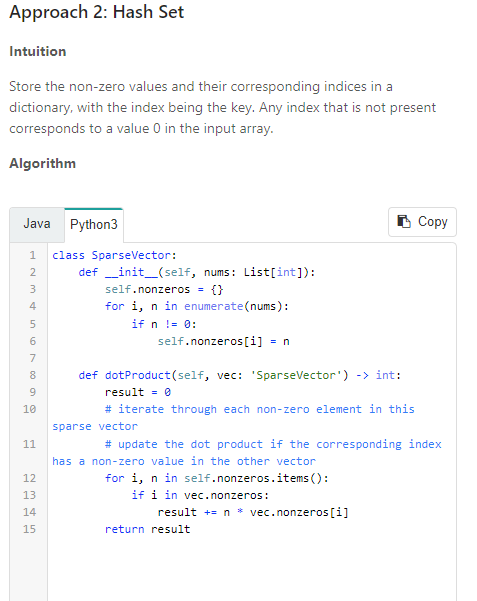 Approach 2: Hash Set
Intuition
Store the non-zero values and their corresponding indices in a
dictionary, with the index being the key. Any index that is not present
corresponds to a value 0 in the input array.
Algorithm
Java Python3 Copy
1 class SparseVector:
2     def __init__(self, nums: List[int]):
3         self.nonzeros = {}
4         for i, n in enumerate(nums):
5             if n != 0:
6                 self.nonzeros[i] = n
7
8     def dotProduct(self, vec: 'SparseVector') -> int:
9         result = 0
10         # iterate through each non-zero element in this
sparse vector
11         # update the dot product if the corresponding index
has a non-zero value in the other vector
12         for i, n in self.nonzeros.items():
13             if i in vec.nonzeros:
14                 result += n * vec.nonzeros[i]
15         return result